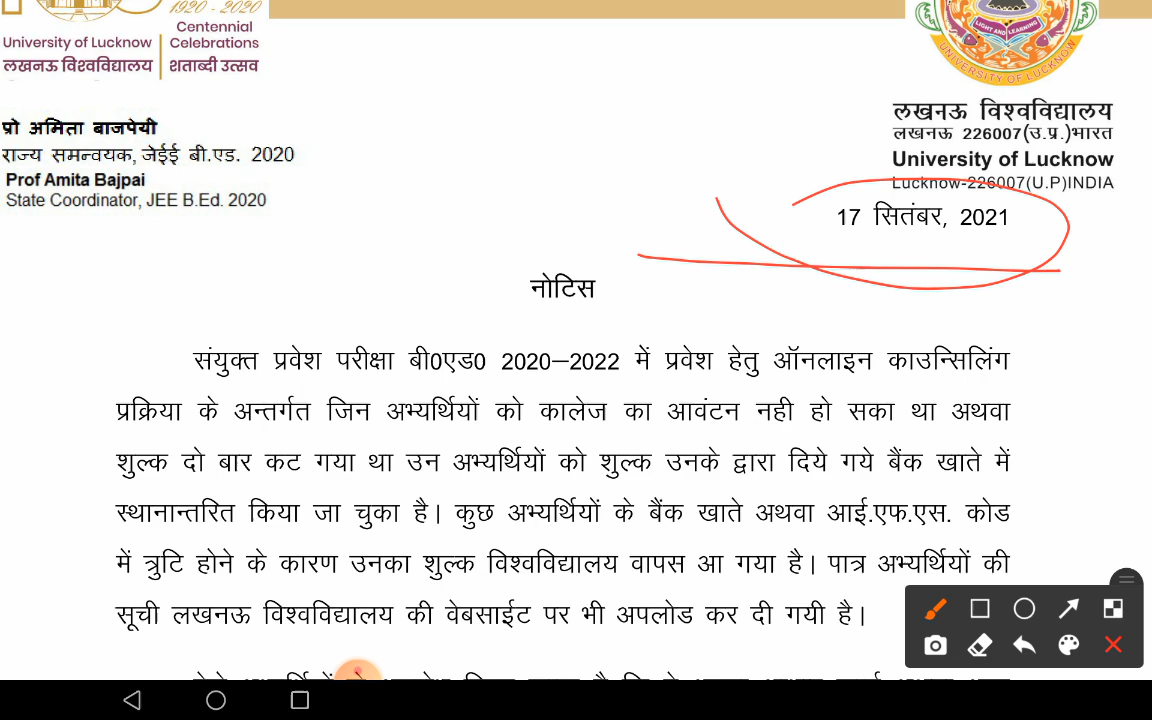 1920 - 2020
Centennial
Celebrations
University of Lucknow
लखनऊ विश्वविद्यालय
शताब्दी उत्सव
LIGHT AND LEARNING
UNIVERSITY OF LUCKNOW
प्रो अमिता बाजपेयी
राज्य समन्वयक, जेईई बी.एड. 2020
Prof Amita Bajpai
State Coordinator, JEE B.Ed. 2020
लखनऊ विश्वविद्यालय
लखनऊ 226007(उ.प्र.)भारत
University of Lucknow
Lucknow-226007(U.P)INDIA
17 सितंबर, 2021
नोटिस
संयुक्त प्रवेश परीक्षा बी0एड0 2020–2022 में प्रवेश हेतु ऑनलाइन काउन्सिलिंग
प्रक्रिया के अन्तर्गत जिन अभ्यर्थियों को कालेज का आवंटन नही हो सका था अथवा
शुल्क दो बार कट गया था उन अभ्यर्थियों को शुल्क उनके द्वारा दिये गये बैंक खाते में
स्थानान्तरित किया जा चुका है। कुछ अभ्यर्थियों के बैंक खाते अथवा आई.एफ.एस. कोड
में त्रुटि होने के कारण उनका शुल्क विश्वविद्यालय वापस आ गया है। पात्र अभ्यर्थियों की
सूची लखनऊ विश्वविद्यालय की वेबसाईट पर भी अपलोड कर दी गयी है।